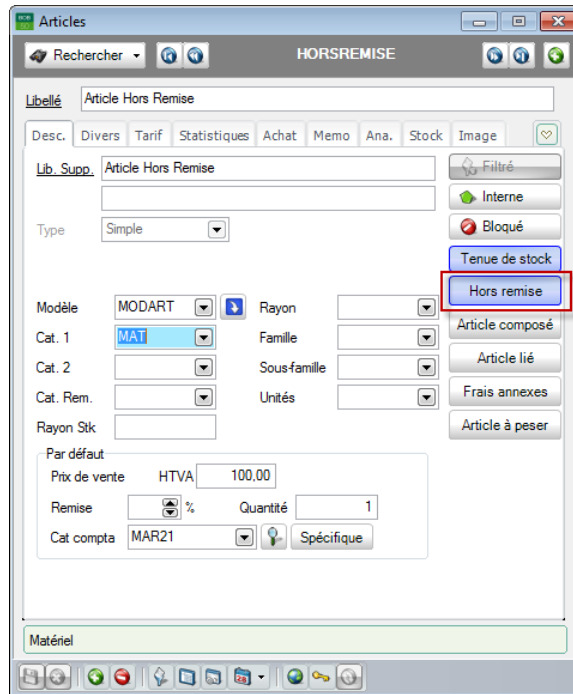 Articles
Rechercher
HORSREMISE
Libellé Article Hors Remise
Desc. Divers Tarif Statistiques Achat Memo Ana. Stock Image
Lib. Supp. Article Hors Remise
Filtré
Interne
Type Simple
Bloqué
Tenue de stock
Hors remise
Modèle MODART Rayon
Article composé
Cat. 1 MAT Famille
Cat. 2 Sous-famille
Article lié
Cat. Rem. Unités
Frais annexes
Rayon Stk
Article à peser
Par défaut
Prix de vente HTVA 100,00
Remise % Quantité 1
Cat compta MAR21 Spécifique
Matériel